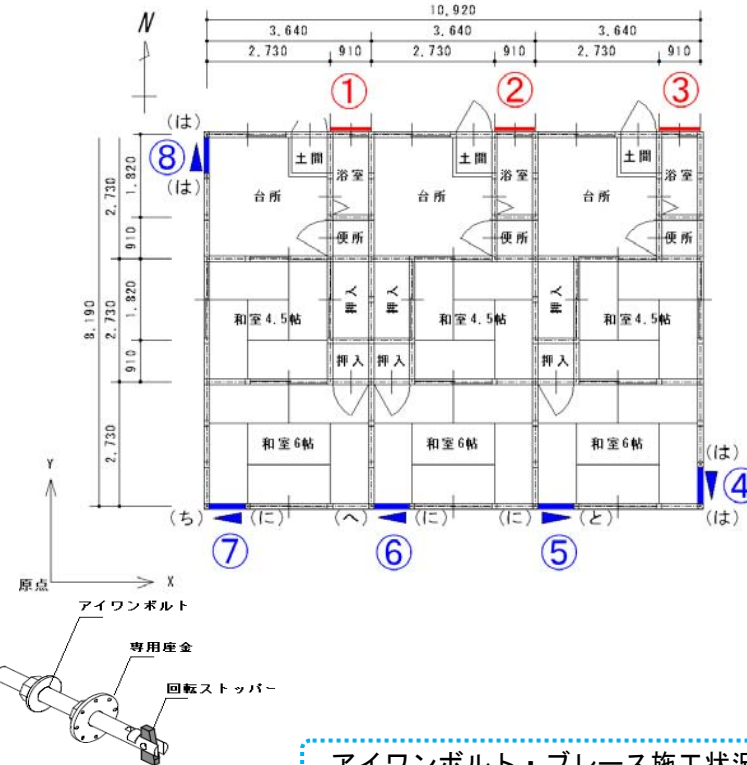 N
10,920
3,640 3,640 3,640
2,730 910 2,730 910 2,730 910
① ② ③
(は)
⑧
(は)
土間 浴室 土間 浴室 土間 浴室
台所 台所 台所
便所 便所 便所
2,730 1,820
910
8,190 2,730 1,820
910
2,730
押入 押入 押入
和室4.5帖 和室4.5帖 和室4.5帖
押入 押入 押入
和室6帖 和室6帖 和室6帖
(は)
④
(は)
(ち) (に) (へ) (に) (に) (と)
⑦ ⑥ ⑤
Y
X
原点
アイワンボルト
専用座金
回転ストッパー
アイワンボルト・ブレース施工状況